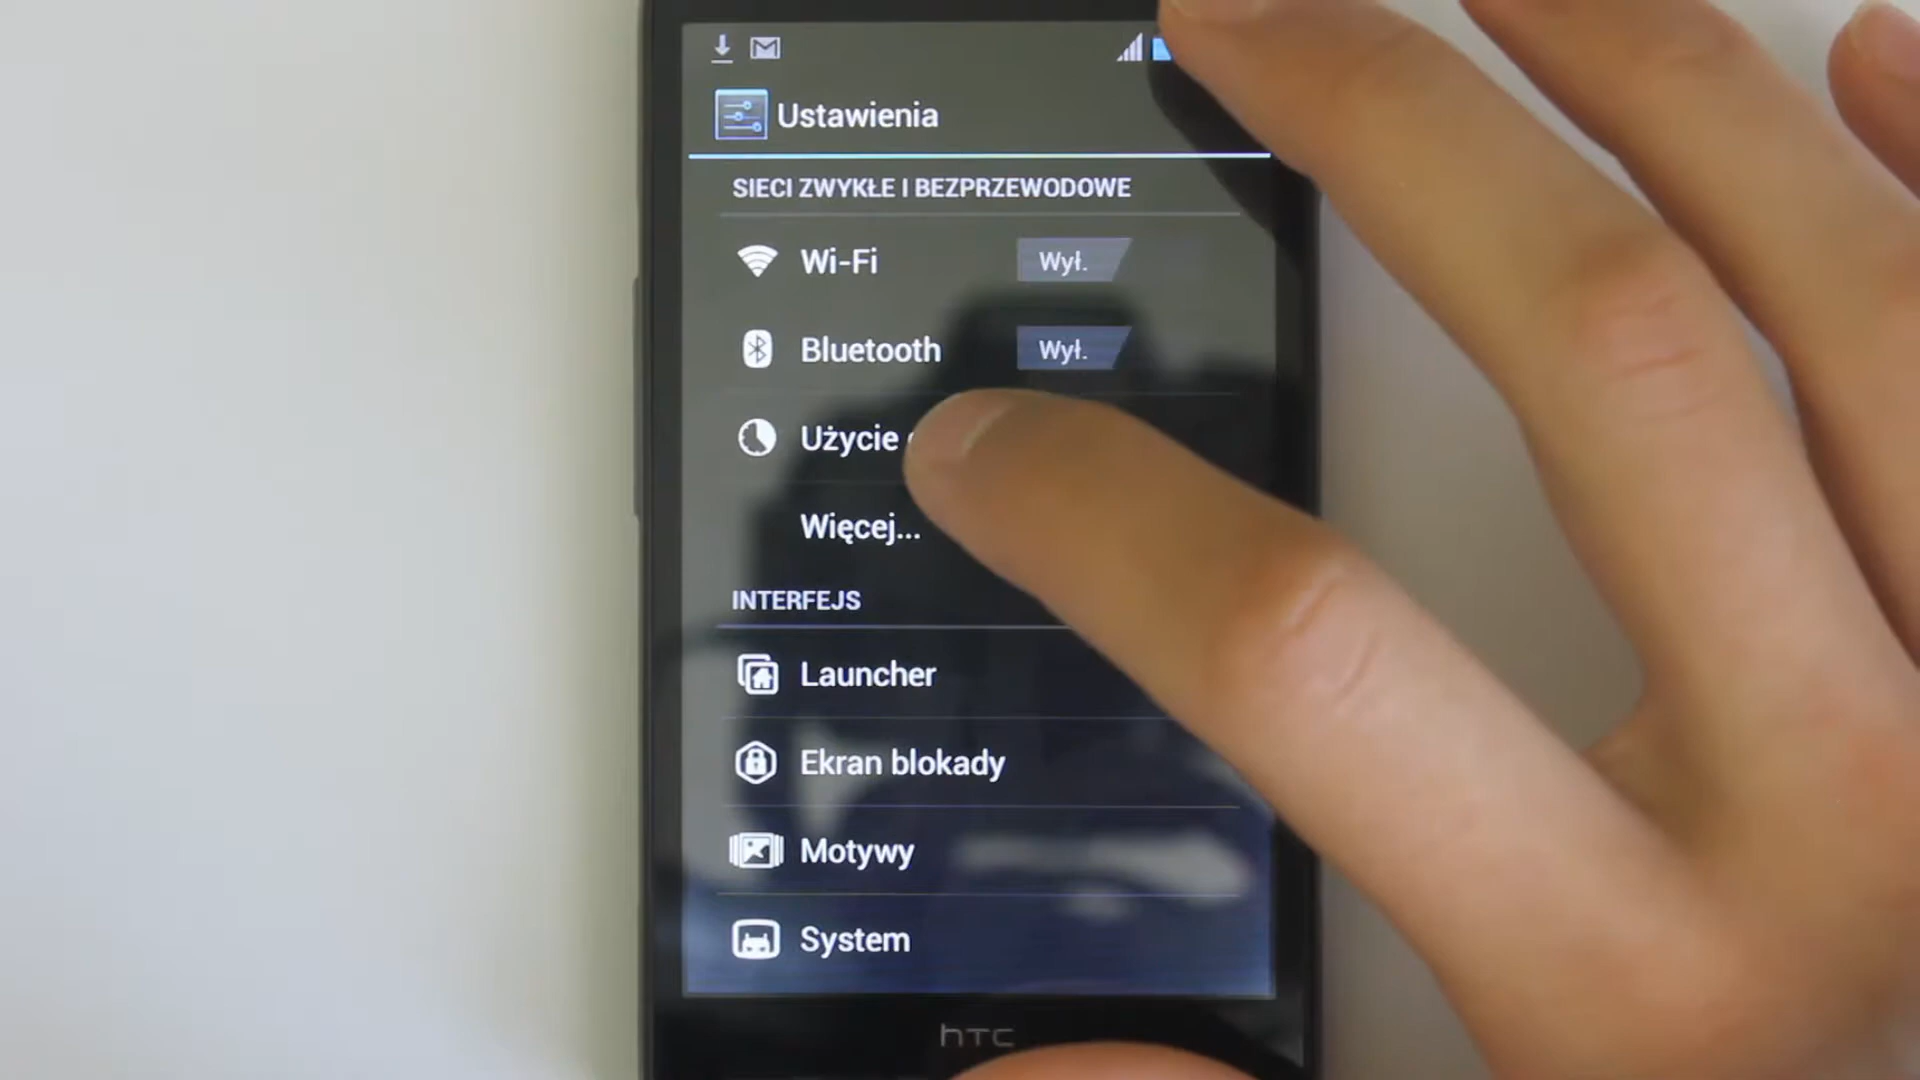 Ustawienia
SIECI ZWYKŁE I BEZPRZEWODOWE
Wi-Fi Wył.
Bluetooth Wył.
Użycie
Więcej...
INTERFEJS
Launcher
Ekran blokady
Motywy
System
hTC